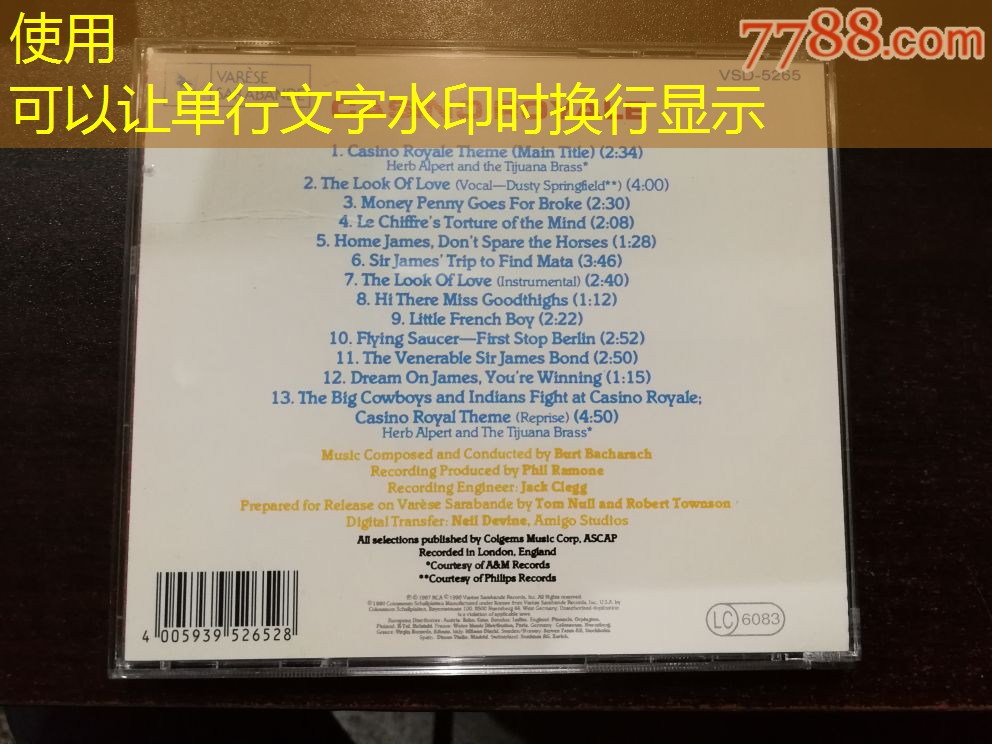 使用
7788.com
可以让单行文字水印时换行显示
VARÈSE
SARABANDE
VSD-5265
CASINO ROYALE
1. Casino Royale Theme (Main Title) (2:34)
Herb Alpert and the Tijuana Brass*
2. The Look Of Love (Vocal—Dusty Springfield**) (4:00)
3. Money Penny Goes For Broke (2:30)
4. Le Chiffre's Torture of the Mind (2:08)
5. Home James, Don't Spare the Horses (1:28)
6. Sir James' Trip to Find Mata (3:46)
7. The Look Of Love (Instrumental) (2:40)
8. Hi There Miss Goodthighs (1:12)
9. Little French Boy (2:22)
10. Flying Saucer—First Stop Berlin (2:52)
11. The Venerable Sir James Bond (2:50)
12. Dream On James, You're Winning (1:15)
13. The Big Cowboys and Indians Fight at Casino Royale;
Casino Royal Theme (Reprise) (4:50)
Herb Alpert and The Tijuana Brass*
Music Composed and Conducted by Burt Bacharach
Recording Produced by Phil Ramone
Recording Engineer: Jack Clegg
Prepared for Release on Varèse Sarabande by Tom Null and Robert Townson
Digital Transfer: Neil Devine, Amigo Studios
All selections published by Colgems Music Corp, ASCAP
Recorded in London, England
*Courtesy of A&M Records
**Courtesy of Philips Records
4 005939 526528
LC 6083